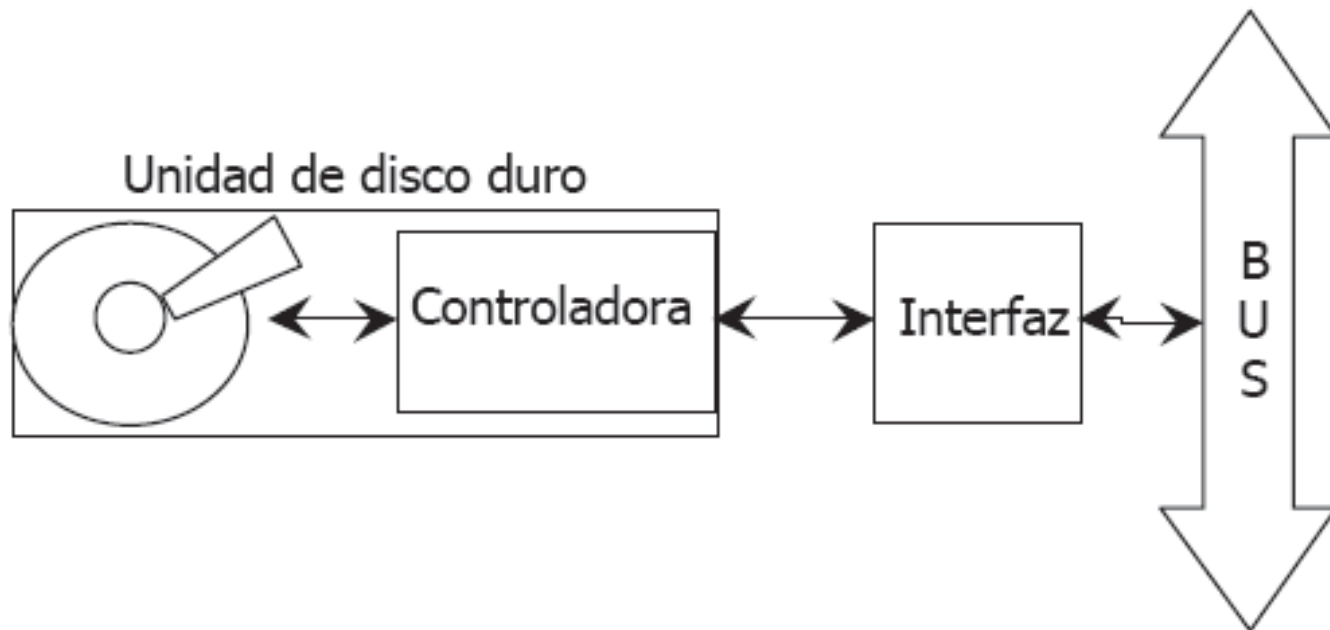 Unidad de disco duro
Controladora
Interfaz
B
U
S